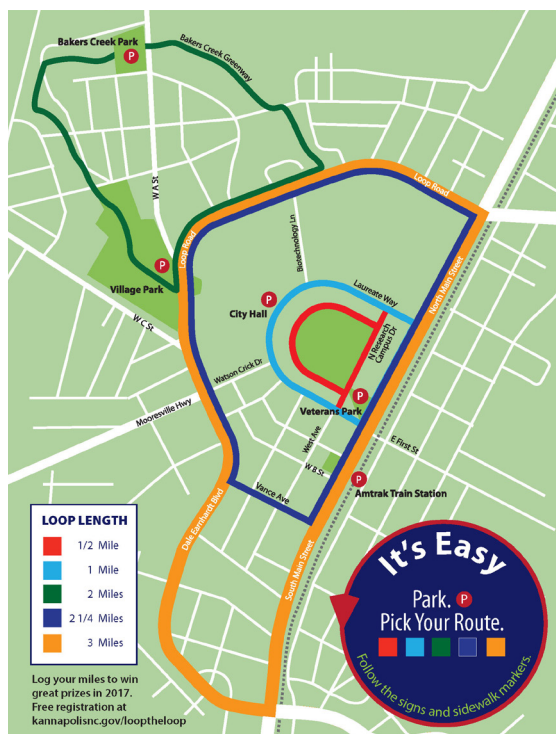 Bakers Creek Park
P
Bakers Creek Greenway
W A St
Loop Road
Biotechnology Ln
P
Village Park
Loop Road
North Main Street
Laureate Way
P
City Hall
N Research
Campus Dr
W C St
Watson Crick Dr
P
Veterans Park
Mooresville Hwy
West Ave
E First St
W B St
P
Amtrak Train Station
Vance Ave
Dale Earnhardt Blvd
South Main Street
LOOP LENGTH
1/2 Mile
1 Mile
2 Miles
2 1/4 Miles
3 Miles
Log your miles to win
great prizes in 2017.
Free registration at
kannapolisnc.gov/looptheloop
It's Easy
Park. P
Pick Your Route.
Follow the signs and sidewalk markers.